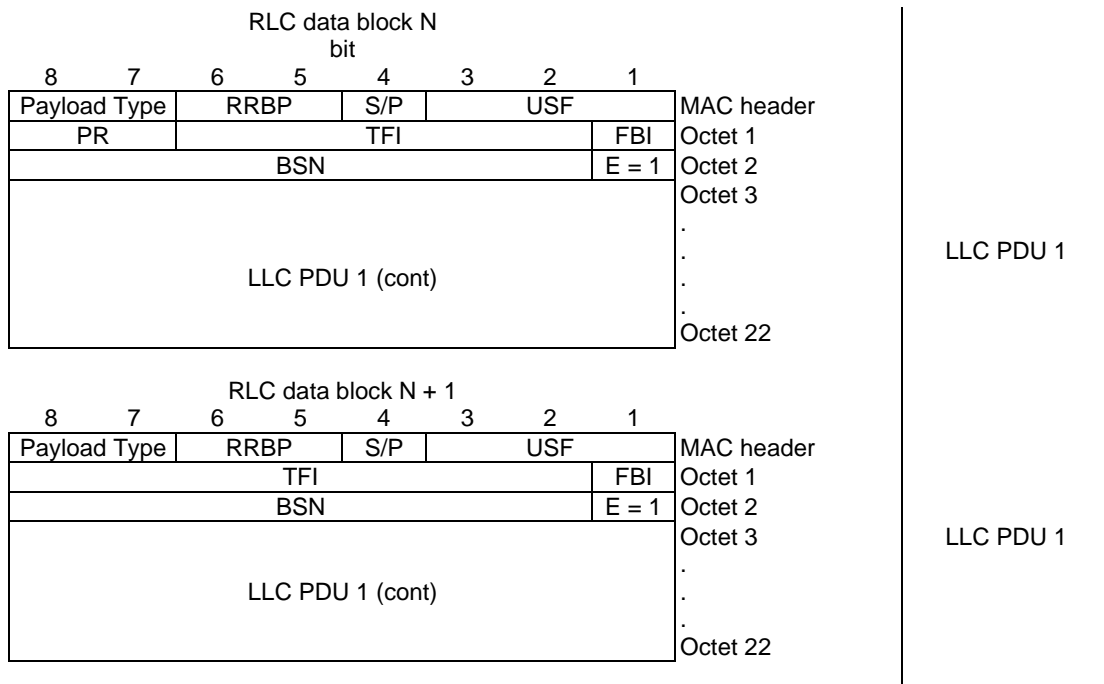 RLC data block N
bit
8 7 6 5 4 3 2 1
Payload Type RRBP S/P USF MAC header
PR TFI FBI Octet 1
BSN E = 1 Octet 2
Octet 3
.
.
LLC PDU 1
LLC PDU 1 (cont)
.
.
Octet 22
RLC data block N + 1
8 7 6 5 4 3 2 1
Payload Type RRBP S/P USF MAC header
TFI FBI Octet 1
BSN E = 1 Octet 2
Octet 3 LLC PDU 1
.
LLC PDU 1 (cont) .
.
Octet 22